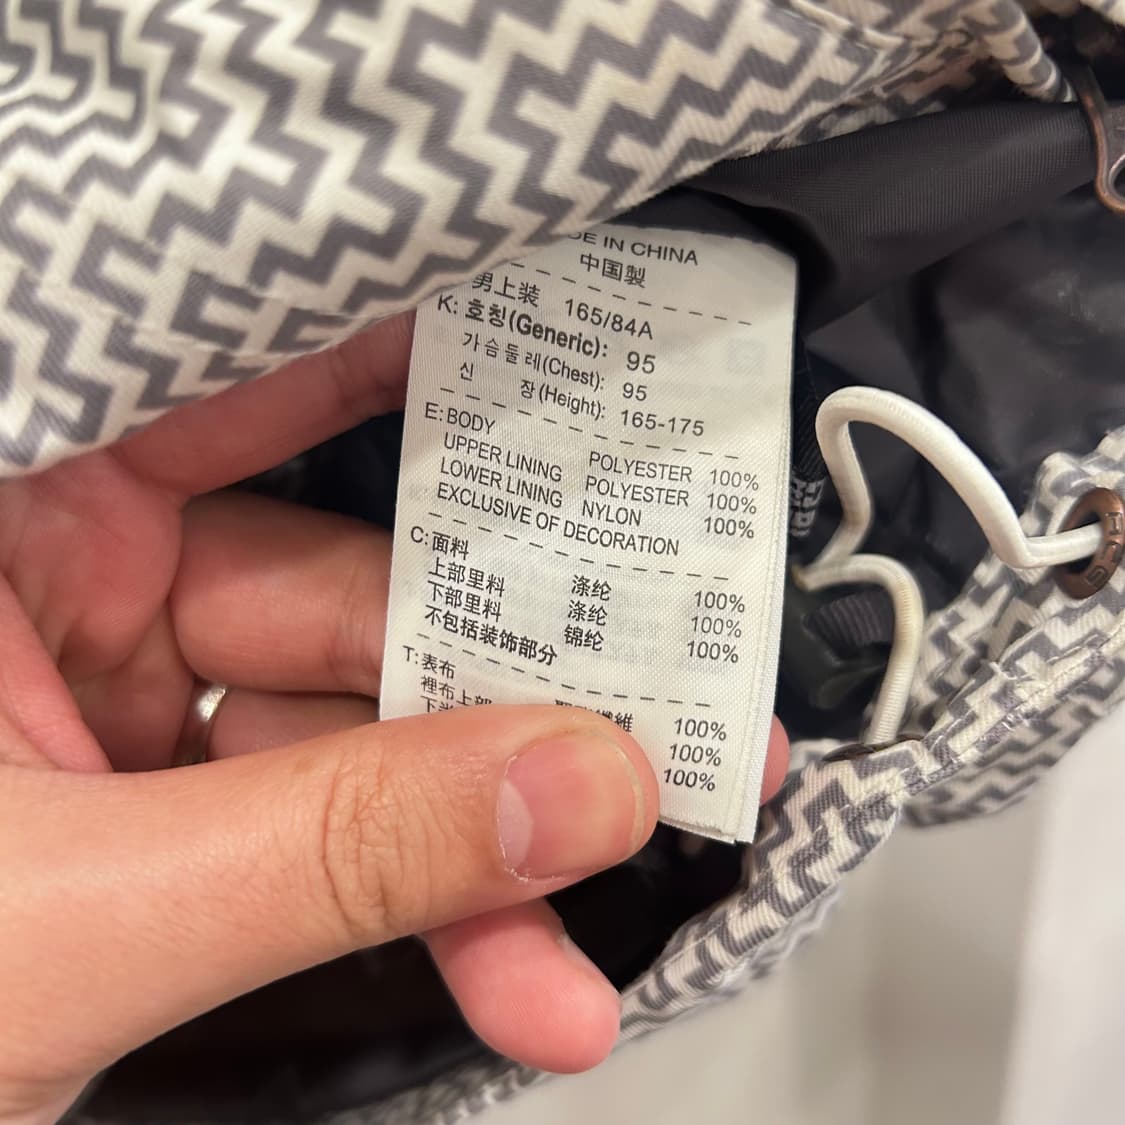 DE IN CHINA
中国製
男上装 165/84A
K: 호칭(Generic): 95
가슴둘레(Chest): 95
신 장(Height): 165-175
E: BODY POLYESTER 100%
UPPER LINING POLYESTER 100%
LOWER LINING NYLON 100%
EXCLUSIVE OF DECORATION
C: 面料 涤纶 100%
上部里料 涤纶 100%
下部里料 锦纶 100%
不包括装饰部分
T: 表布 100%
裡布上部 100%
100%